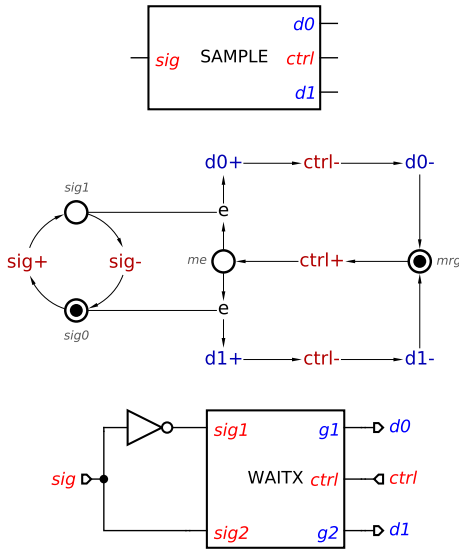 d0
sig SAMPLE ctrl
d1
d0+ ctrl- d0-
sig1
e
sig+ sig- me ctrl+ mrg
e
sig0
d1+ ctrl- d1-
sig1 g1 d0
sig WAITX ctrl ctrl
sig2 g2 d1